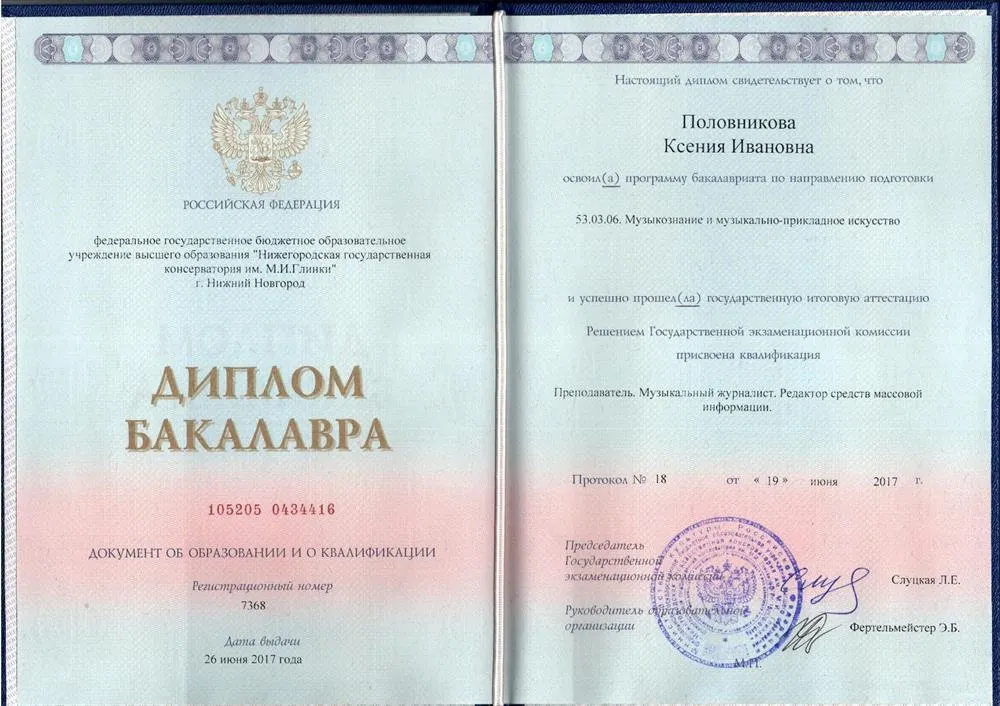 РОССИЙСКАЯ ФЕДЕРАЦИЯ
федеральное государственное бюджетное образовательное
учреждение высшего образования "Нижегородская государственная
консерватория им. М.И.Глинки"
г. Нижний Новгород
ДИПЛОМ
БАКАЛАВРА
105205 0434416
ДОКУМЕНТ ОБ ОБРАЗОВАНИИ И О КВАЛИФИКАЦИИ
Регистрационный номер
7368
Дата выдачи
26 июня 2017 года
Настоящий диплом свидетельствует о том, что
Половникова
Ксения Ивановна
освоил(а) программу бакалавриата по направлению подготовки
53.03.06. Музыкознание и музыкально-прикладное искусство
и успешно прошел(ла) государственную итоговую аттестацию
Решением Государственной экзаменационной комиссии
присвоена квалификация
Преподаватель. Музыкальный журналист. Редактор средств массовой
информации.
Протокол № 18 от « 19 » июня 2017 г.
Председатель
Государственной
экзаменационной комиссии
Слуцкая Л.Е.
Руководитель образовательной
организации
Фертельмейстер Э.Б.
М.П.